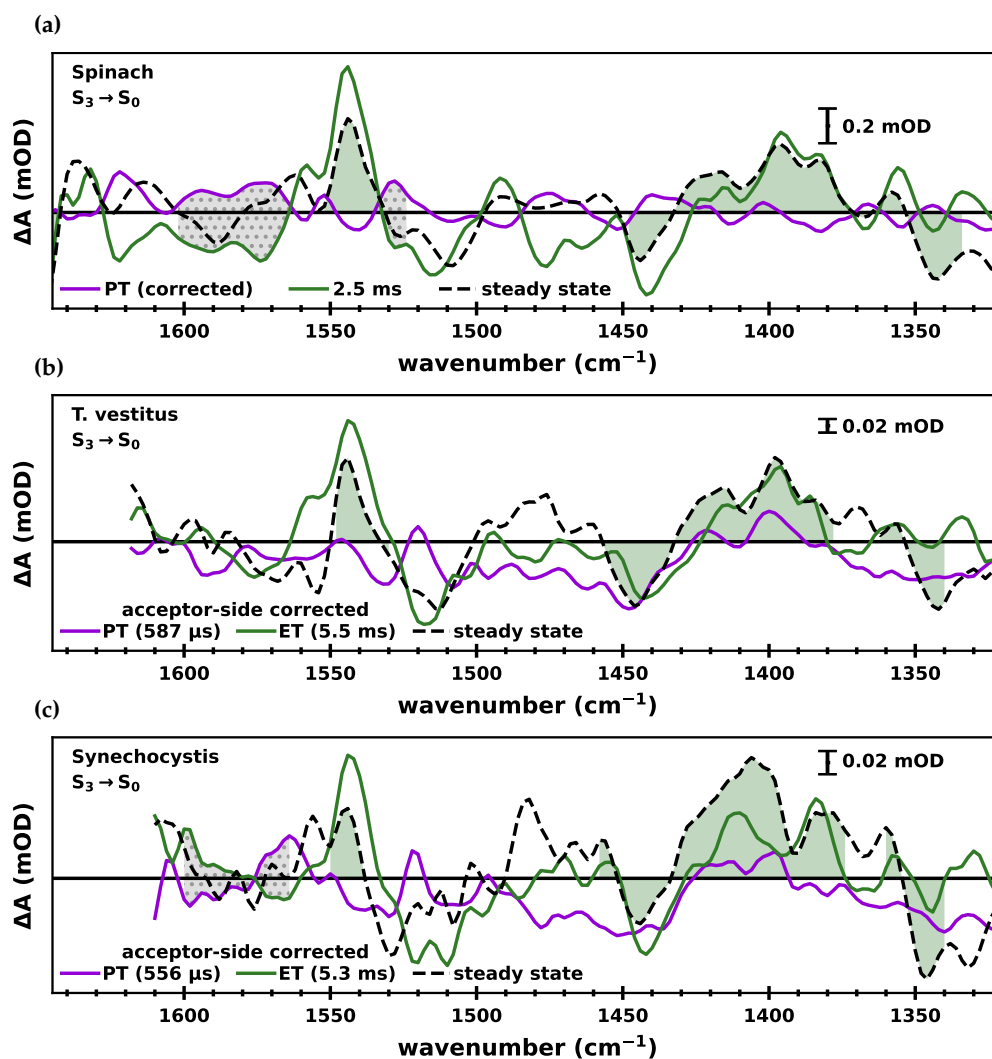 (a)
Spinach
S₃ → S₀
0.2 mOD
ΔA (mOD)
PT (corrected) 2.5 ms steady state
1600 1550 1500 1450 1400 1350
wavenumber (cm⁻¹)
(b)
T. vestitus
S₃ → S₀
0.02 mOD
ΔA (mOD)
acceptor-side corrected
PT (587 µs) ET (5.5 ms) steady state
1600 1550 1500 1450 1400 1350
wavenumber (cm⁻¹)
(c)
Synechocystis
S₃ → S₀
0.02 mOD
ΔA (mOD)
acceptor-side corrected
PT (556 µs) ET (5.3 ms) steady state
1600 1550 1500 1450 1400 1350
wavenumber (cm⁻¹)